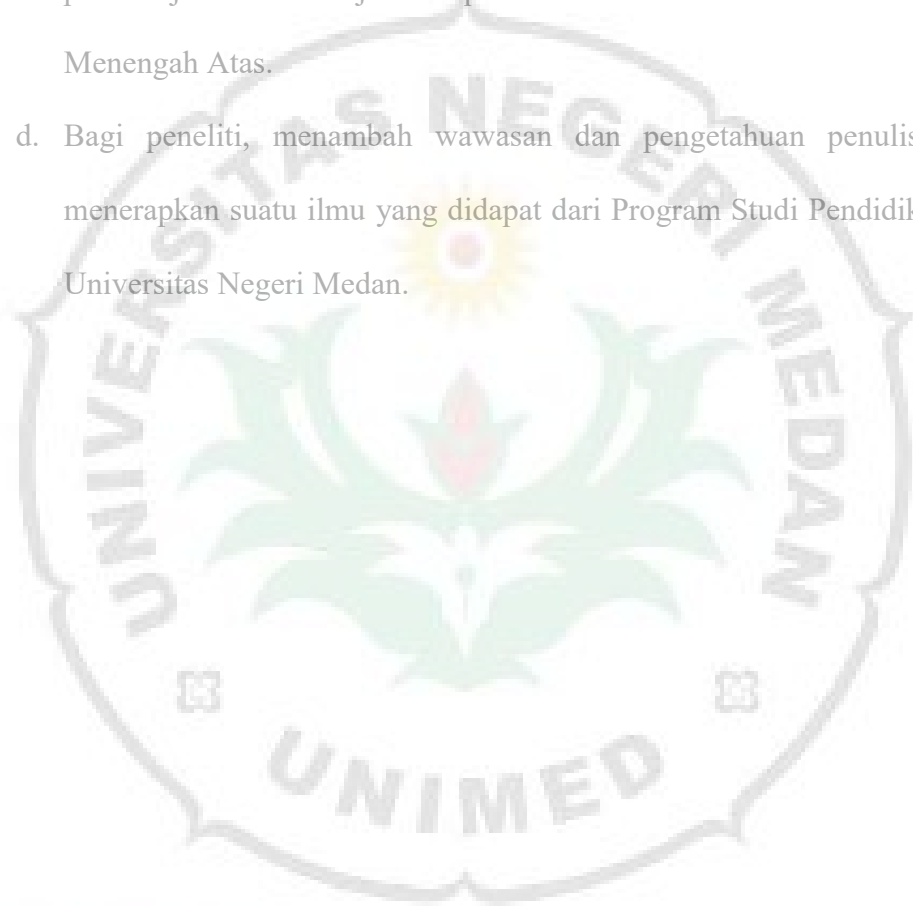 Menengah Atas.
d. Bagi peneliti, menambah wawasan dan pengetahuan penulis
menerapkan suatu ilmu yang didapat dari Program Studi
Universitas Negeri Medan.
UNIVERSITAS NEGERI MEDAN
UNIMED